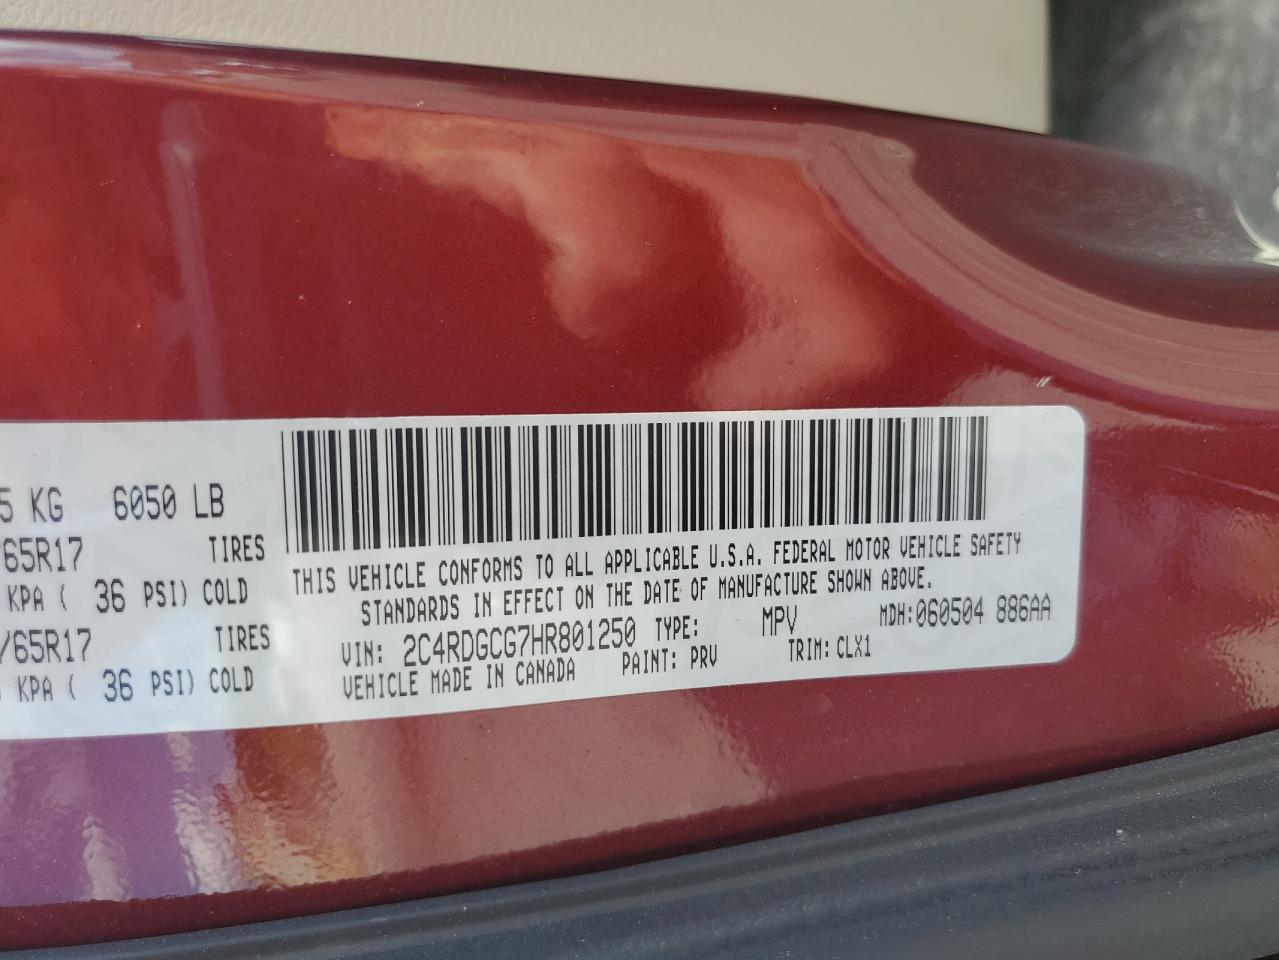 5 KG 6050 LB
/65R17 TIRES
KPA ( 36 PSI) COLD
/65R17 TIRES
KPA ( 36 PSI) COLD
THIS VEHICLE CONFORMS TO ALL APPLICABLE U.S.A. FEDERAL MOTOR VEHICLE SAFETY
STANDARDS IN EFFECT ON THE DATE OF MANUFACTURE SHOWN ABOVE.
VIN: 2C4RDGCG7HR801250 TYPE: MPV MDH:060504 886AA
VEHICLE MADE IN CANADA PAINT: PRV TRIM: CLX1